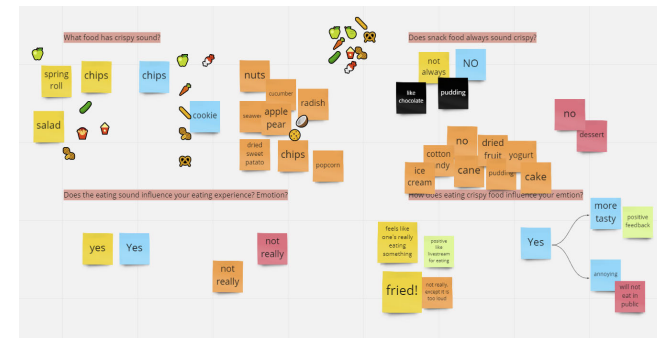 What food has crispy sound?
spring
roll
chips
chips
salad
cookie
nuts
cucumber
radish
apple
pear
dried
sweet
patato
chips
popcorn
Does snack food always sound crispy?
not
always
NO
like
chocolate
pudding
no
dessert
no
dried
fruit
yogurt
cotton
ice
cream
cane
pudding
cake
Does the eating sound influence your eating experience? Emotion?
yes
Yes
not
really
not
really
How does eating crispy food influence your emtion?
feels like
one's really
eating
something
positive
like
livestream
for eating
fried!
not really,
except it is
too loud
Yes
more
tasty
positive
feedback
annoying
will not
eat in
public